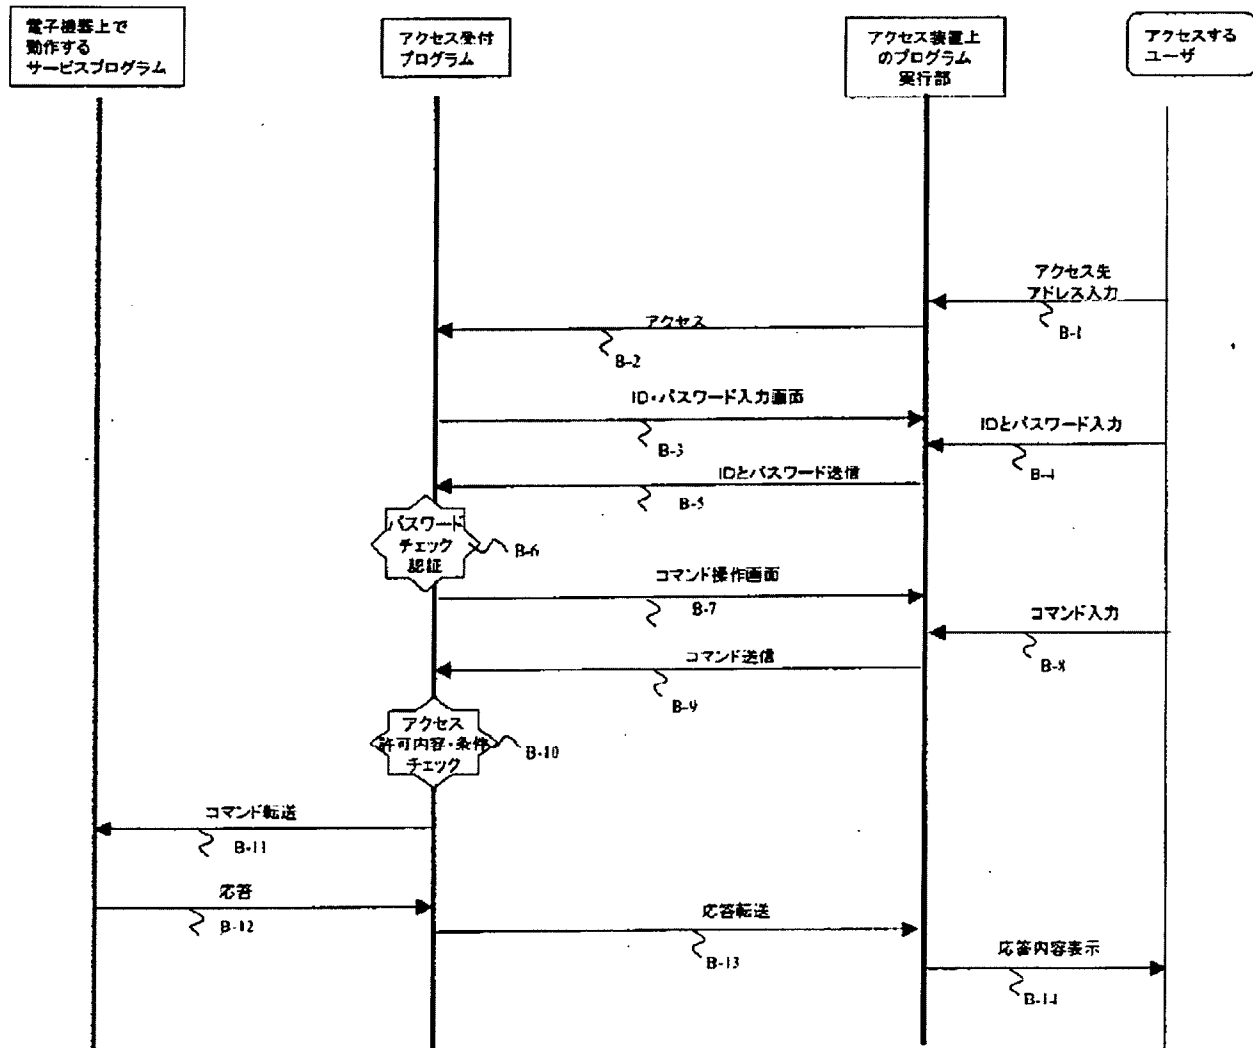 電子機器上で
動作する
サービスプログラム
アクセス受付
プログラム
アクセス装置上
のプログラム
実行部
アクセスする
ユーザ
アクセス先
アドレス入力
B-1
アクセス
B-2
ID・パスワード入力画面
B-3
IDとパスワード入力
B-4
IDとパスワード送信
B-5
パスワード
チェック
認証
B-6
コマンド操作画面
B-7
コマンド入力
B-8
コマンド送信
B-9
アクセス
許可内容・条件
チェック
B-10
コマンド転送
B-11
応答
B-12
応答転送
B-13
応答内容表示
B-14